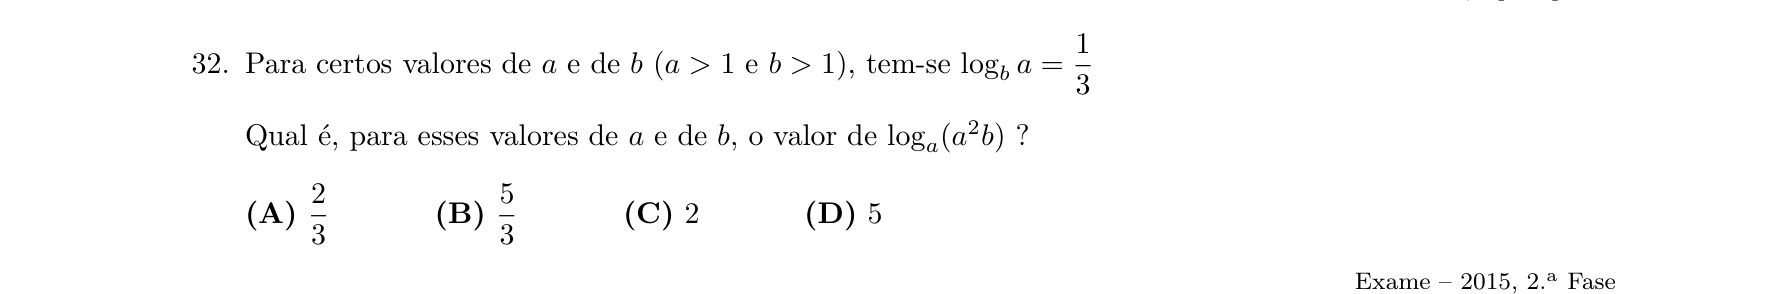 32. Para certos valores de a e de b (a > 1 e b > 1), tem-se log_b a = 1/3
Qual é, para esses valores de a e de b, o valor de log_a(a²b) ?
(A) 2/3 (B) 5/3 (C) 2 (D) 5
Exame – 2015, 2.ª Fase